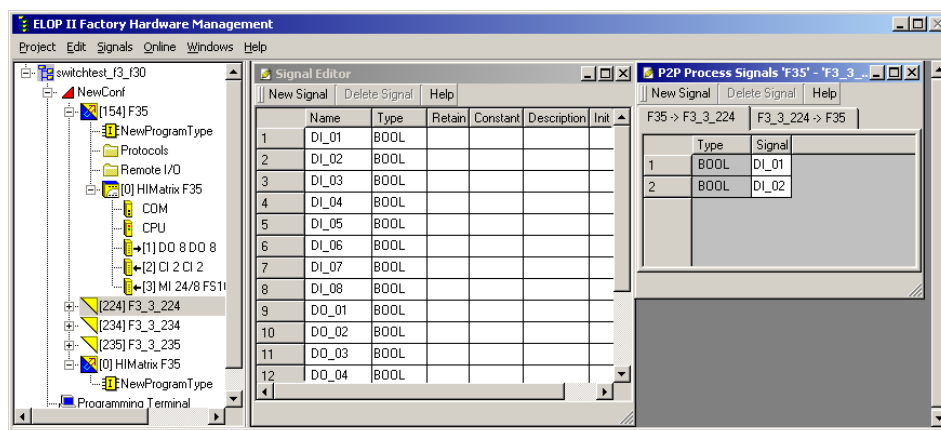 ELOP II Factory Hardware Management
Project Edit Signals Online Windows Help
switchtest_f3_f30
NewConf
[154] F35
NewProgramType
Protocols
Remote I/O
[0] HIMatrix F35
COM
CPU
[1] DO 8 DO 8
[2] CI 2 CI 2
[3] MI 24/8 FS1
[224] F3_3_224
[234] F3_3_234
[235] F3_3_235
[0] HIMatrix F35
NewProgramType
Programming Terminal
Signal Editor
New Signal Delete Signal Help
Name Type Retain Constant Description Init
1 DI_01 BOOL
2 DI_02 BOOL
3 DI_03 BOOL
4 DI_04 BOOL
5 DI_05 BOOL
6 DI_06 BOOL
7 DI_07 BOOL
8 DI_08 BOOL
9 DO_01 BOOL
10 DO_02 BOOL
11 DO_03 BOOL
12 DO_04 BOOL
P2P Process Signals 'F35' - 'F3_3_...
New Signal Delete Signal Help
F35 -> F3_3_224 F3_3_224 -> F35
Type Signal
1 BOOL DI_01
2 BOOL DI_02